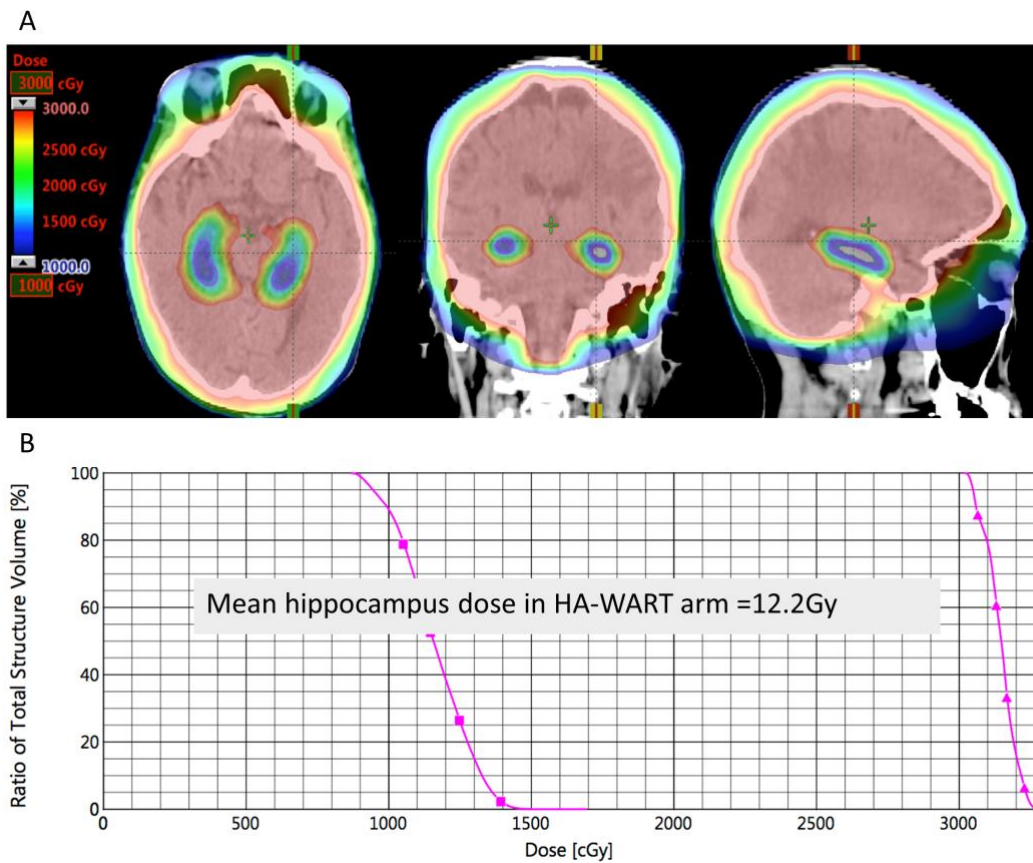 A
Dose
3000 cGy
3000.0
2500 cGy
2000 cGy
1500 cGy
1000.0
1000 cGy
B
Ratio of Total Structure Volume [%]
100
80
60
40
20
0
Mean hippocampus dose in HA-WART arm =12.2Gy
0 500 1000 1500 2000 2500 3000
Dose [cGy]